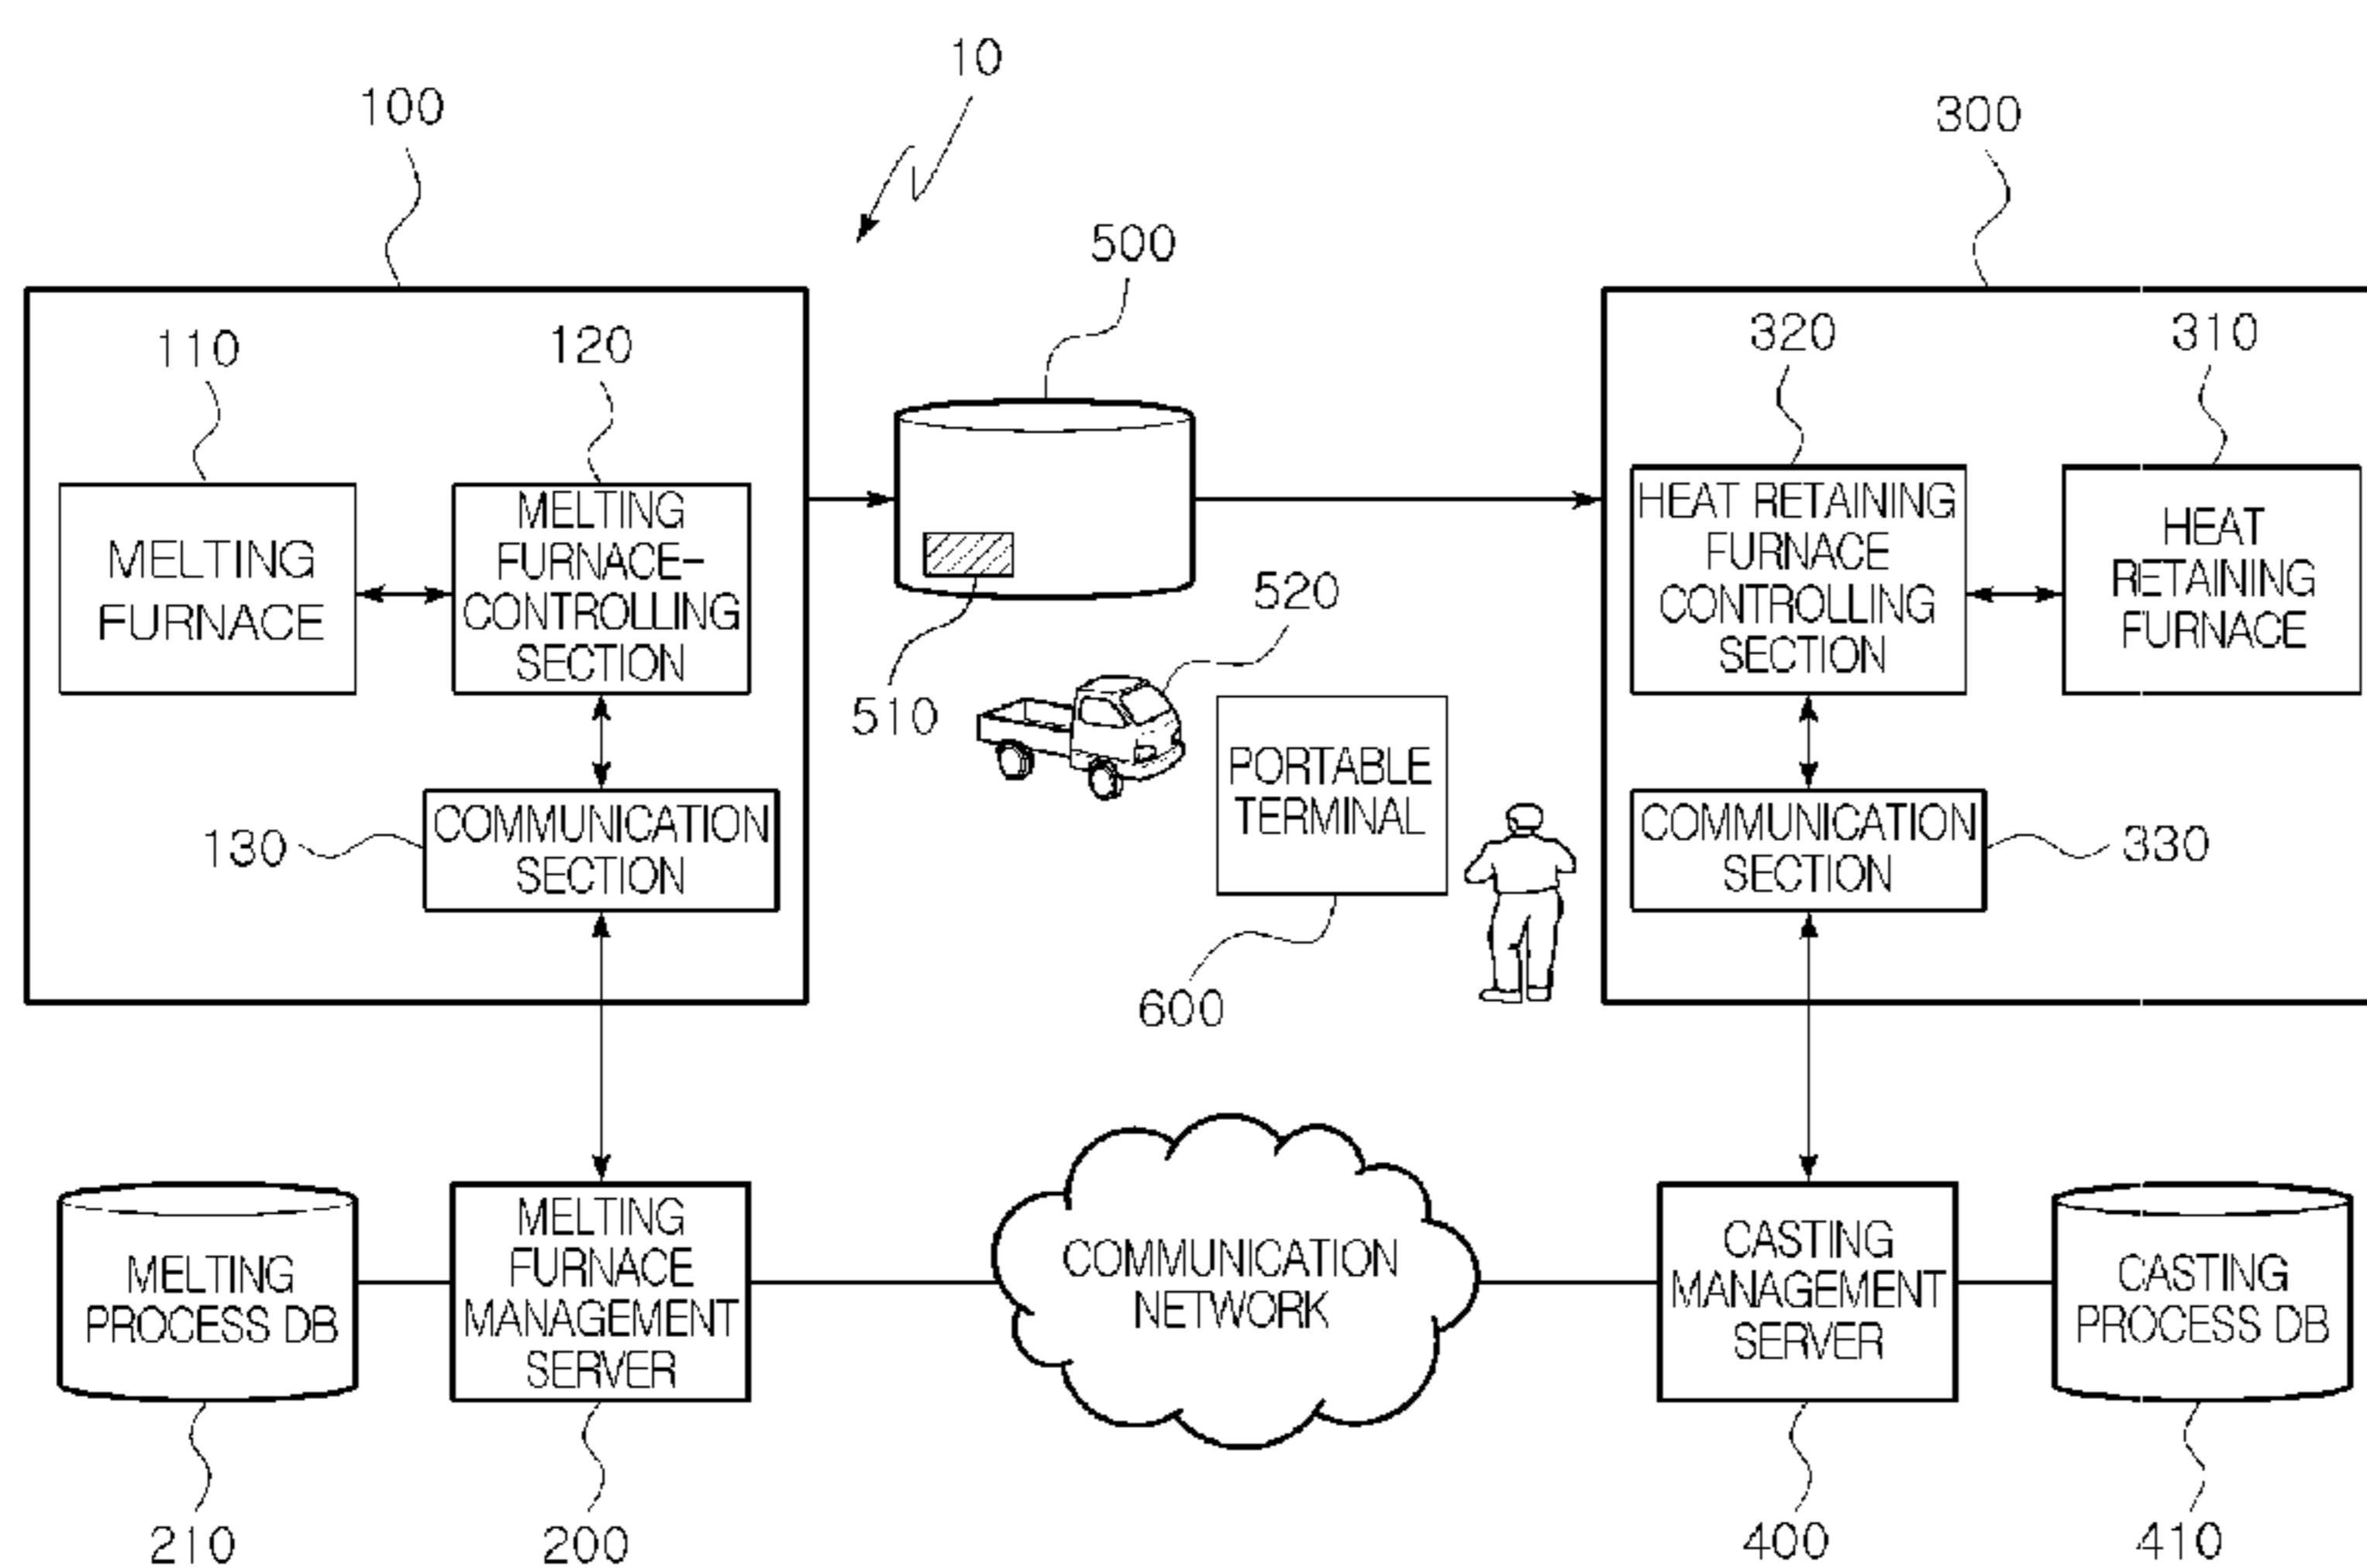 10
100
300
500
110
120
320
310
MELTING
FURNACE
MELTING
FURNACE-
CONTROLLING
SECTION
HEAT RETAINING
FURNACE
CONTROLLING
SECTION
HEAT
RETAINING
FURNACE
510
520
PORTABLE
TERMINAL
130
COMMUNICATION
SECTION
COMMUNICATION
SECTION
330
600
MELTING
PROCESS DB
MELTING
FURNACE
MANAGEMENT
SERVER
COMMUNICATION
NETWORK
CASTING
MANAGEMENT
SERVER
CASTING
PROCESS DB
210
200
400
410